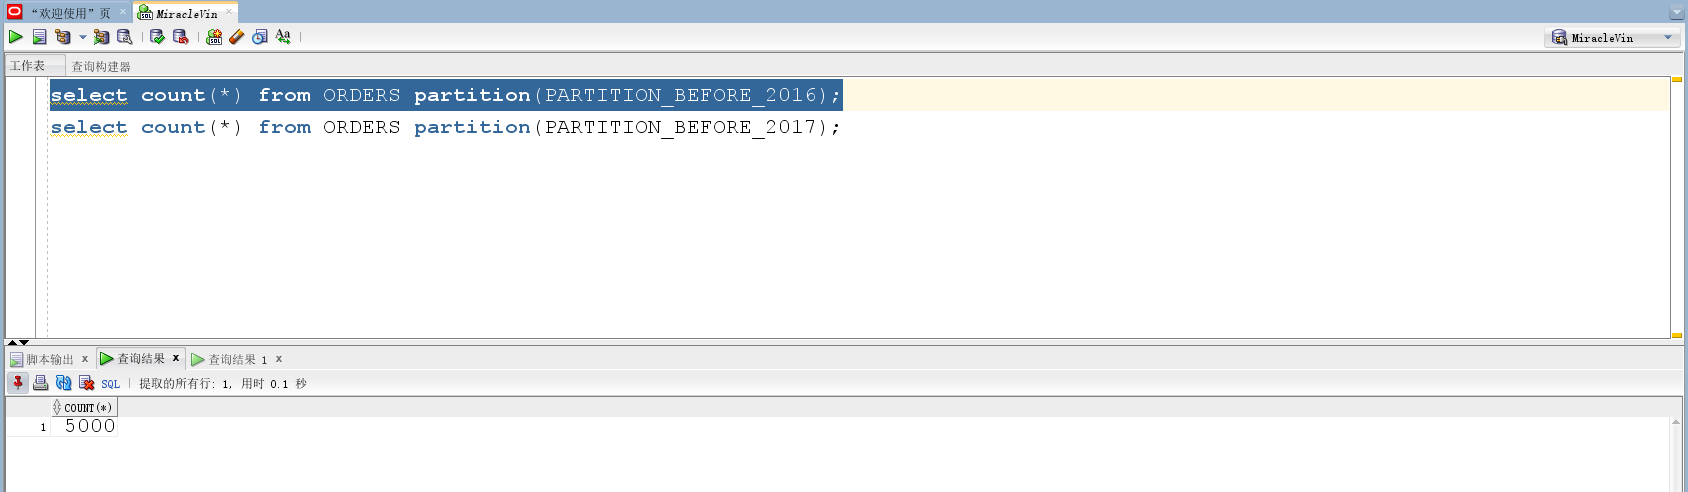 “欢迎使用”页 × MiracleVin ×
MiracleVin
工作表 查询构建器
select count(*) from ORDERS partition(PARTITION_BEFORE_2016);
select count(*) from ORDERS partition(PARTITION_BEFORE_2017);
脚本输出 x 查询结果 x 查询结果 1 x
SQL | 提取的所有行: 1, 用时 0.1 秒
COUNT(*)
1 5000